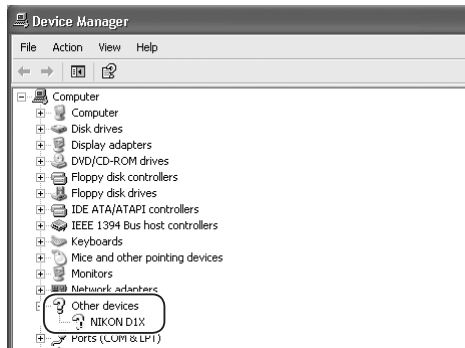 Device Manager
File Action View Help
Computer
Computer
Disk drives
Display adapters
DVD/CD-ROM drives
Floppy disk controllers
Floppy disk drives
IDE ATA/ATAPI controllers
IEEE 1394 Bus host controllers
Keyboards
Mice and other pointing devices
Monitors
Network adapters
Other devices
NIKON D1X
Ports (COM & LPT)